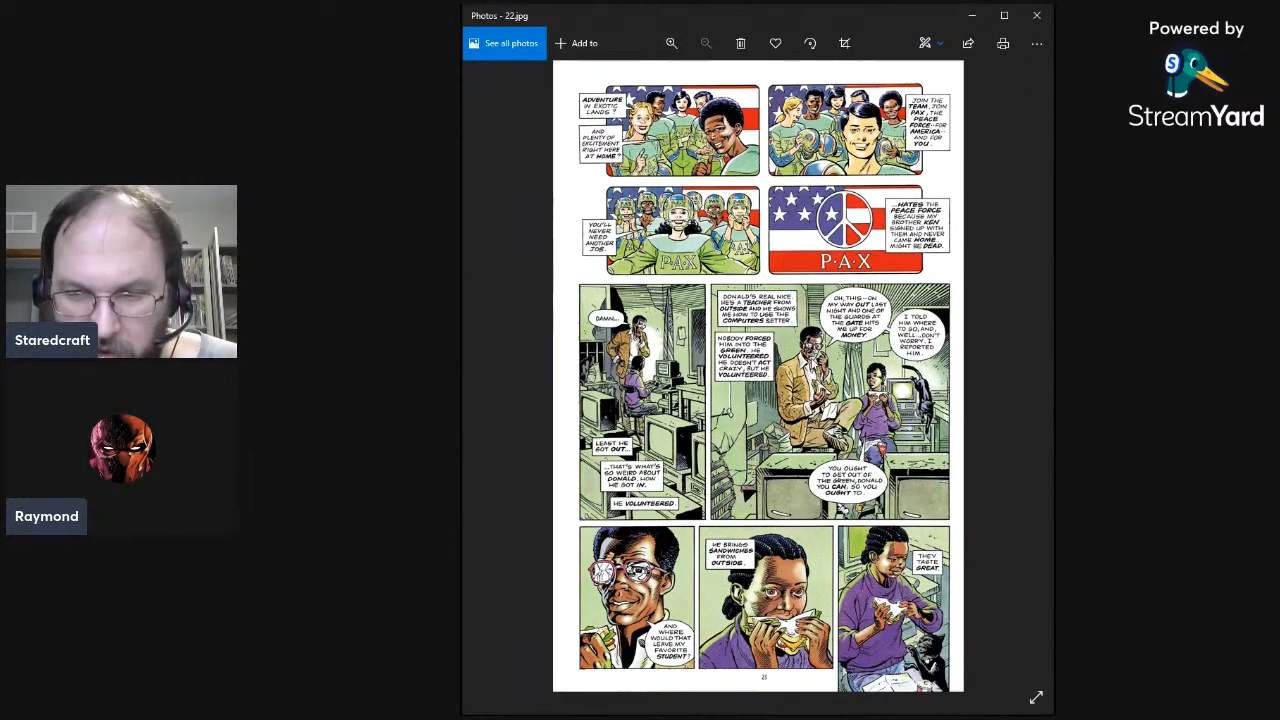 Photos - 22.jpg
See all photos
Add to
Powered by
StreamYard
S
Staredcraft
Raymond
ADVENTURE
IN EXOTIC
LANDS?
AND
PLENTY OF
EXCITEMENT
RIGHT HERE
AT HOME?
JOIN THE
TEAM. JOIN
PAX, THE
PEACE
FORCE--FOR
AMERICA--
AND FOR
YOU.
YOU'LL
NEVER
NEED
ANOTHER
JOB.
PAX
...HATES THE
PEACE FORCE
BECAUSE MY
BROTHER KEN
SIGNED UP WITH
THEM AND NEVER
CAME HOME
MIGHT BE DEAD.
P·A·X
DAMN...
LEAST HE
GOT OUT...
...THAT'S WHAT'S
SO WEIRD ABOUT
DONALD. HOW
HE GOT IN.
HE VOLUNTEERED.
DONALD'S REAL NICE.
HE'S A TEACHER FROM
OUTSIDE AND HE SHOWS
ME HOW TO USE THE
COMPUTERS BETTER.
NOBODY FORCED
HIM INTO THE
GREEN. HE
VOLUNTEERED.
HE DOESN'T ACT
CRAZY, BUT HE
VOLUNTEERED.
OH, THIS--ON
MY WAY OUT LAST
NIGHT AND ONE OF
THE GUARDS AT
THE GATE HITS
ME UP FOR
MONEY.
I TOLD
HIM WHERE
TO GO, AND,
WELL...DON'T
WORRY. I
REPORTED
HIM.
YOU OUGHT
TO GET OUT OF
THE GREEN, DONALD.
YOU CAN, SO YOU
OUGHT TO.
AND
WHERE
WOULD THAT
LEAVE MY
FAVORITE
STUDENT?
HE BRINGS
SANDWICHES
FROM
OUTSIDE.
THEY
TASTE
GREAT.
23